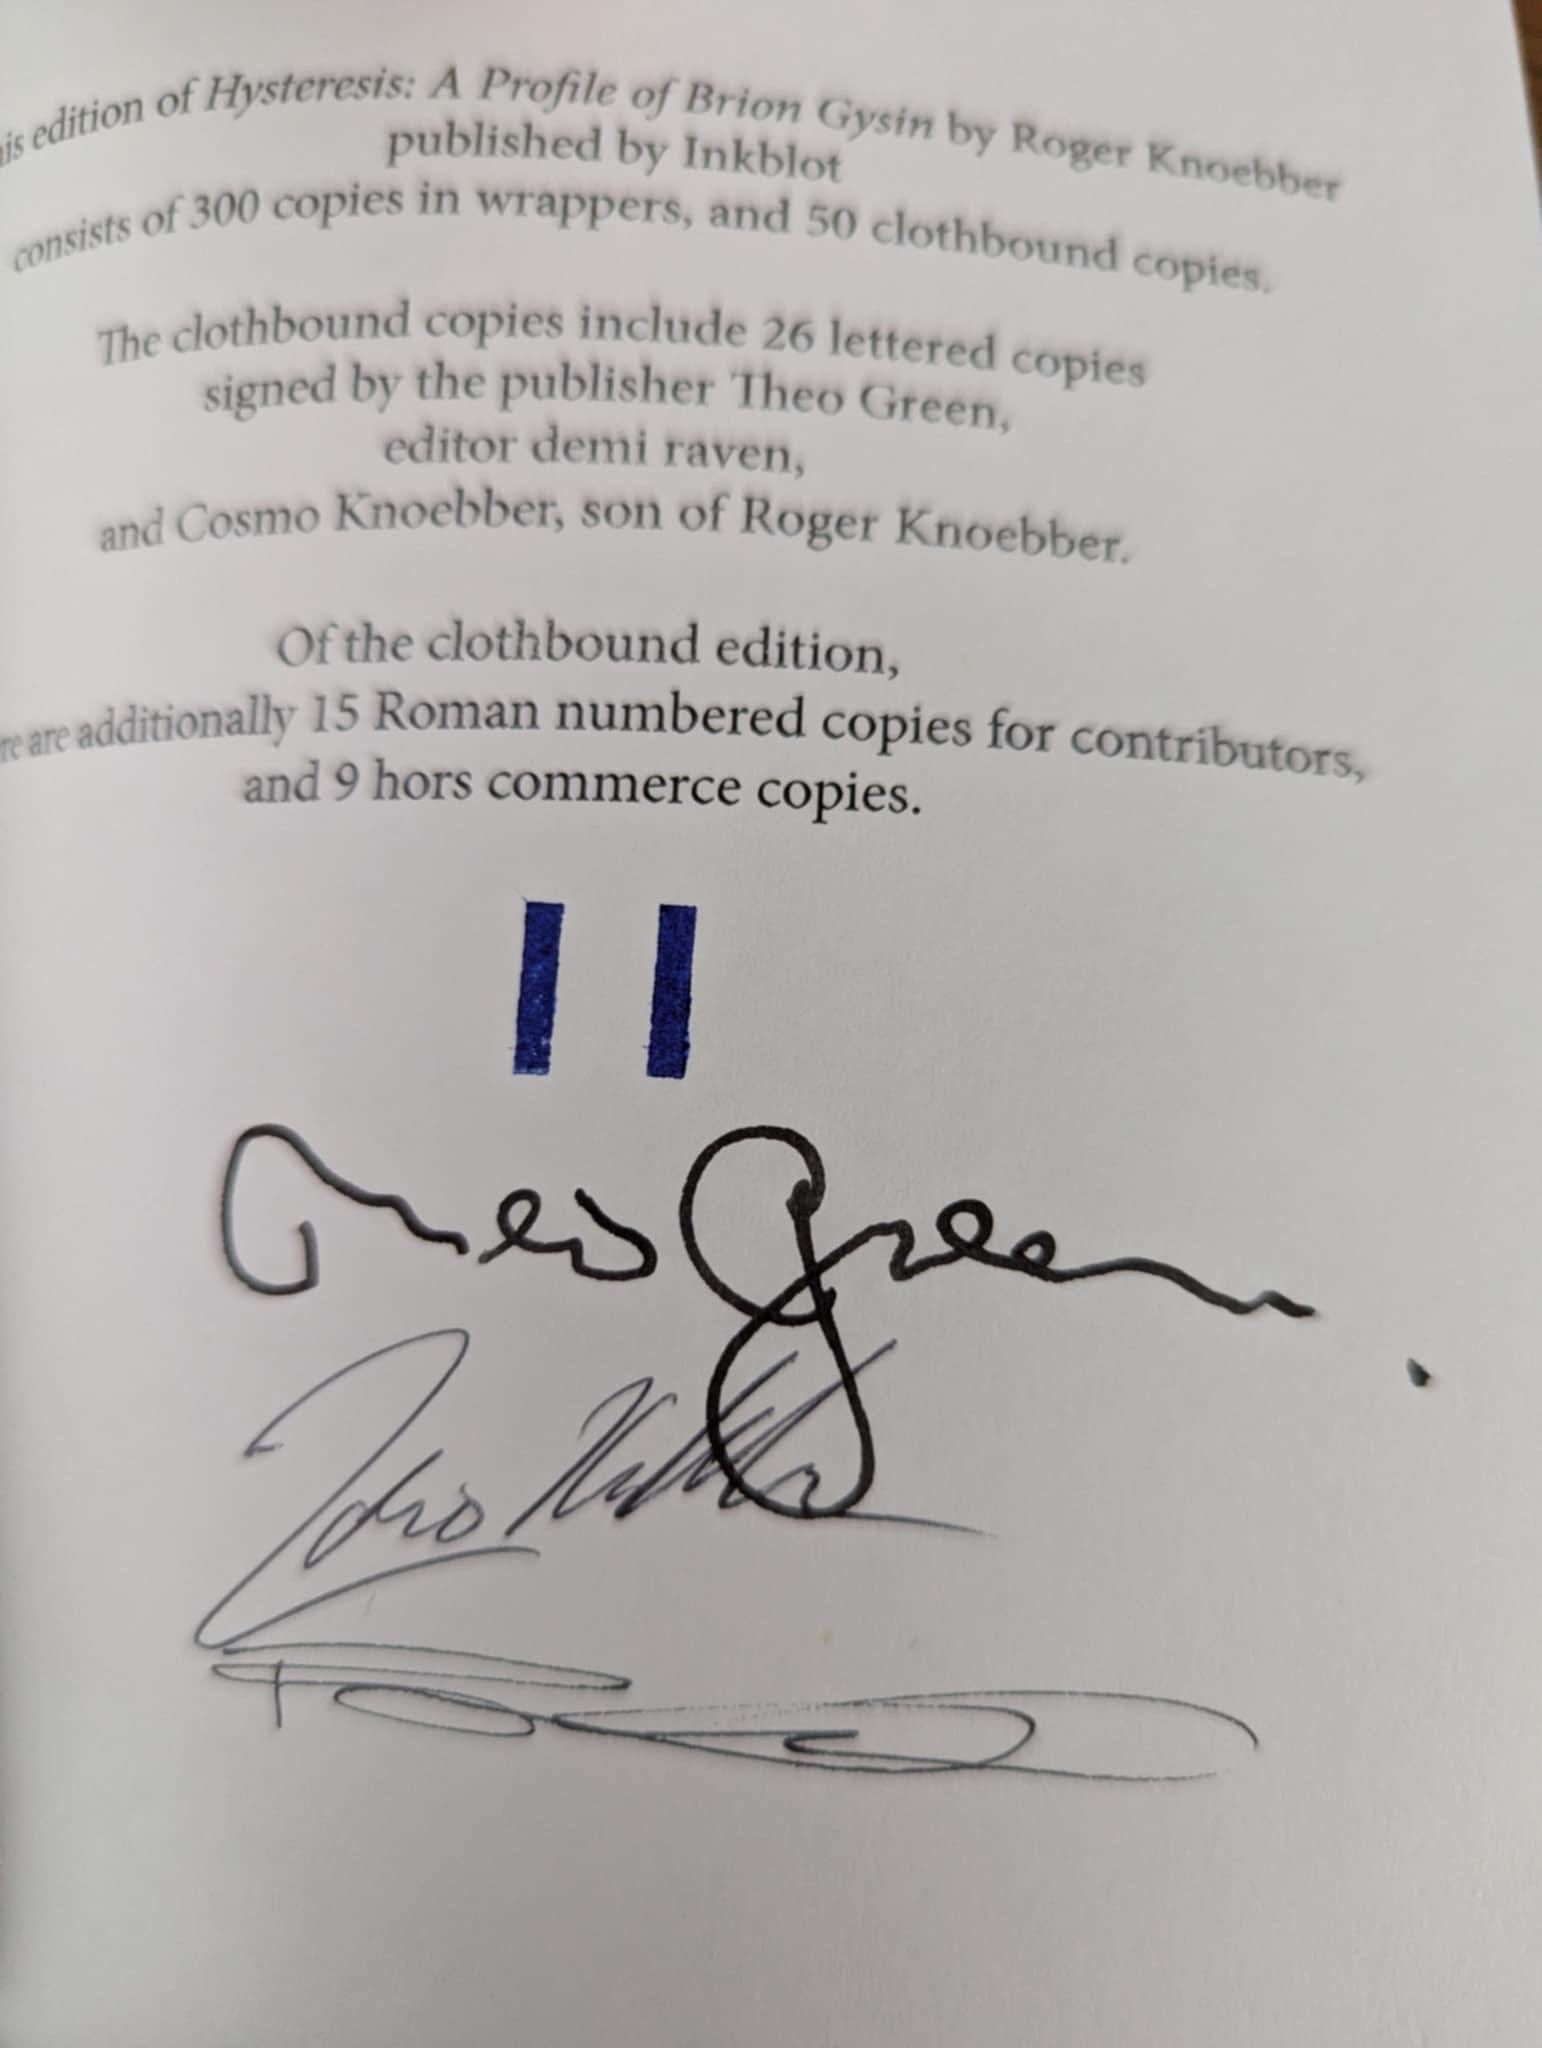 is edition of Hysteresis: A Profile of Brion Gysin by Roger Knoebber
published by Inkblot
consists of 300 copies in wrappers, and 50 clothbound copies.
The clothbound copies include 26 lettered copies
signed by the publisher Theo Green,
editor demi raven,
and Cosmo Knoebber, son of Roger Knoebber.
Of the clothbound edition,
re are additionally 15 Roman numbered copies for contributors,
and 9 hors commerce copies.
II
Theo Green